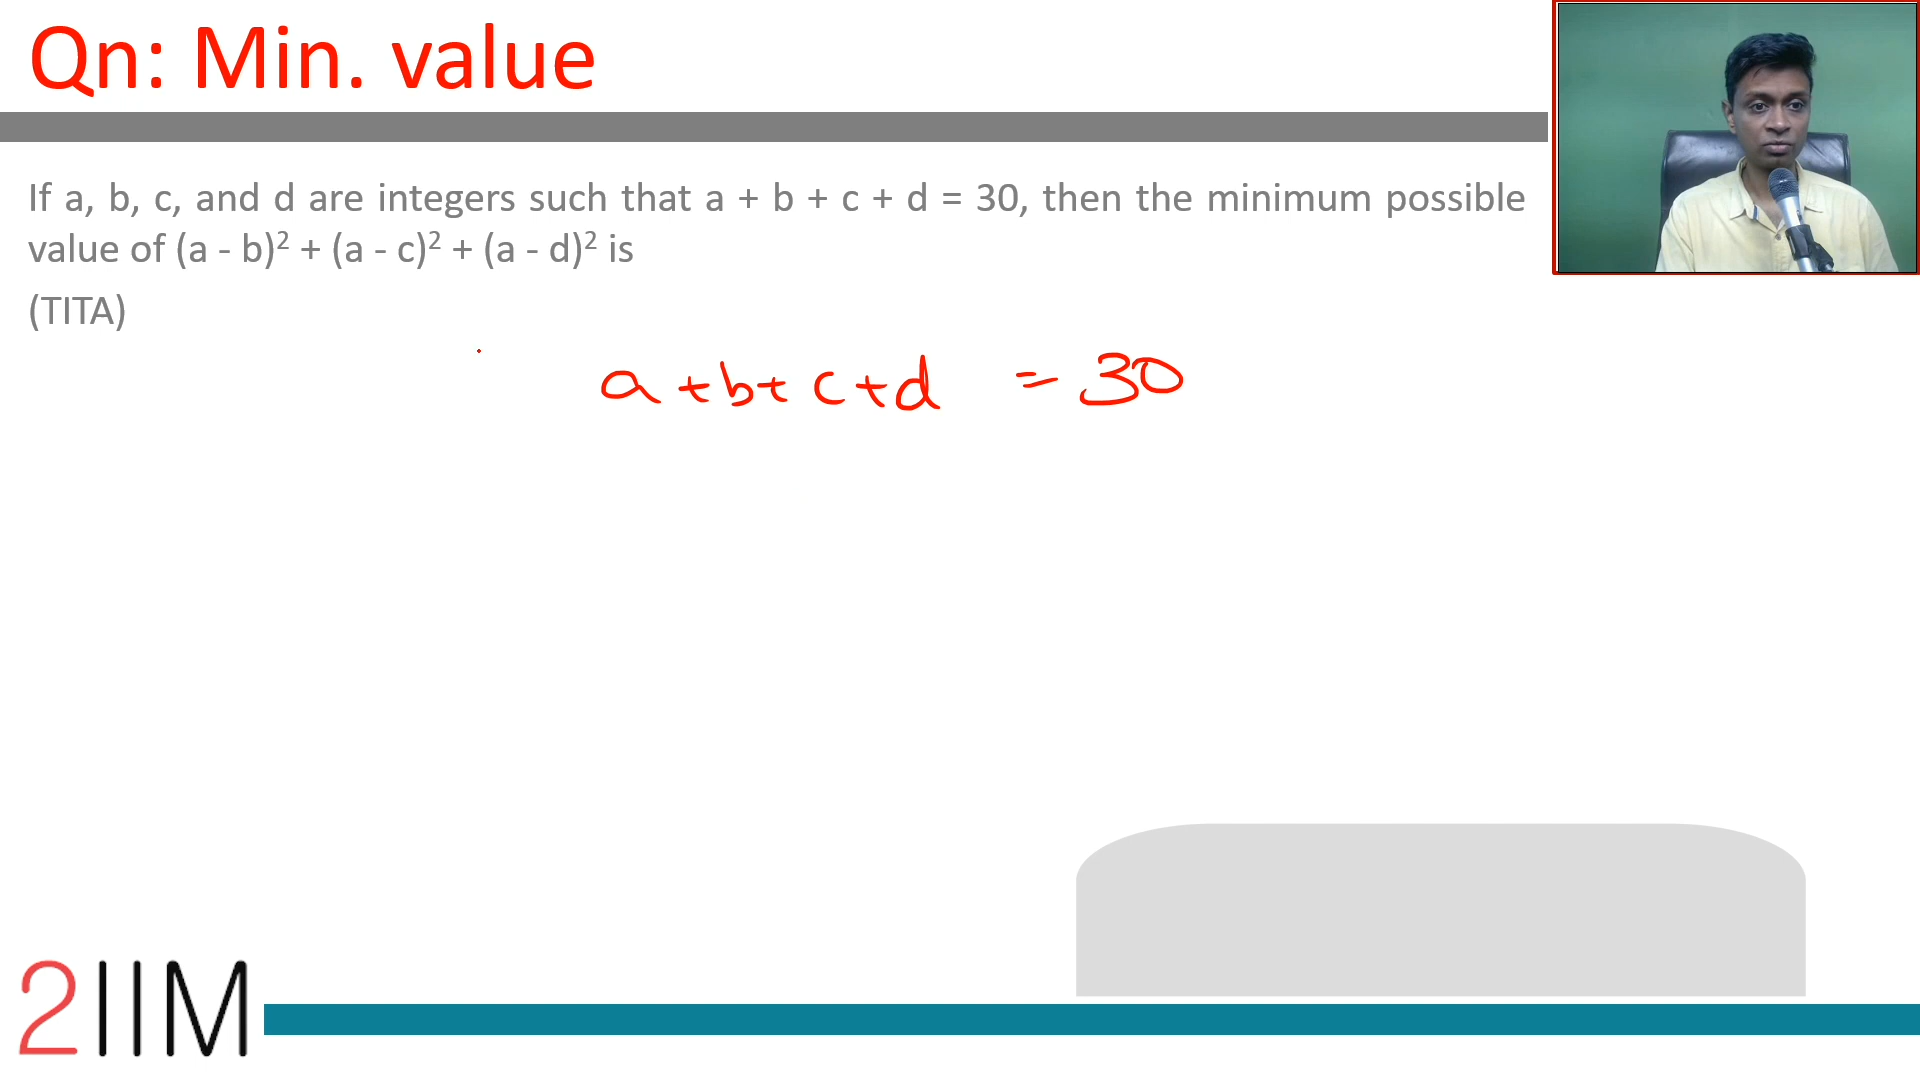 Qn: Min. value
If a, b, c, and d are integers such that a + b + c + d = 30, then the minimum possible
value of (a - b)² + (a - c)² + (a - d)² is
(TITA)
a + b + c + d = 30
2IIM